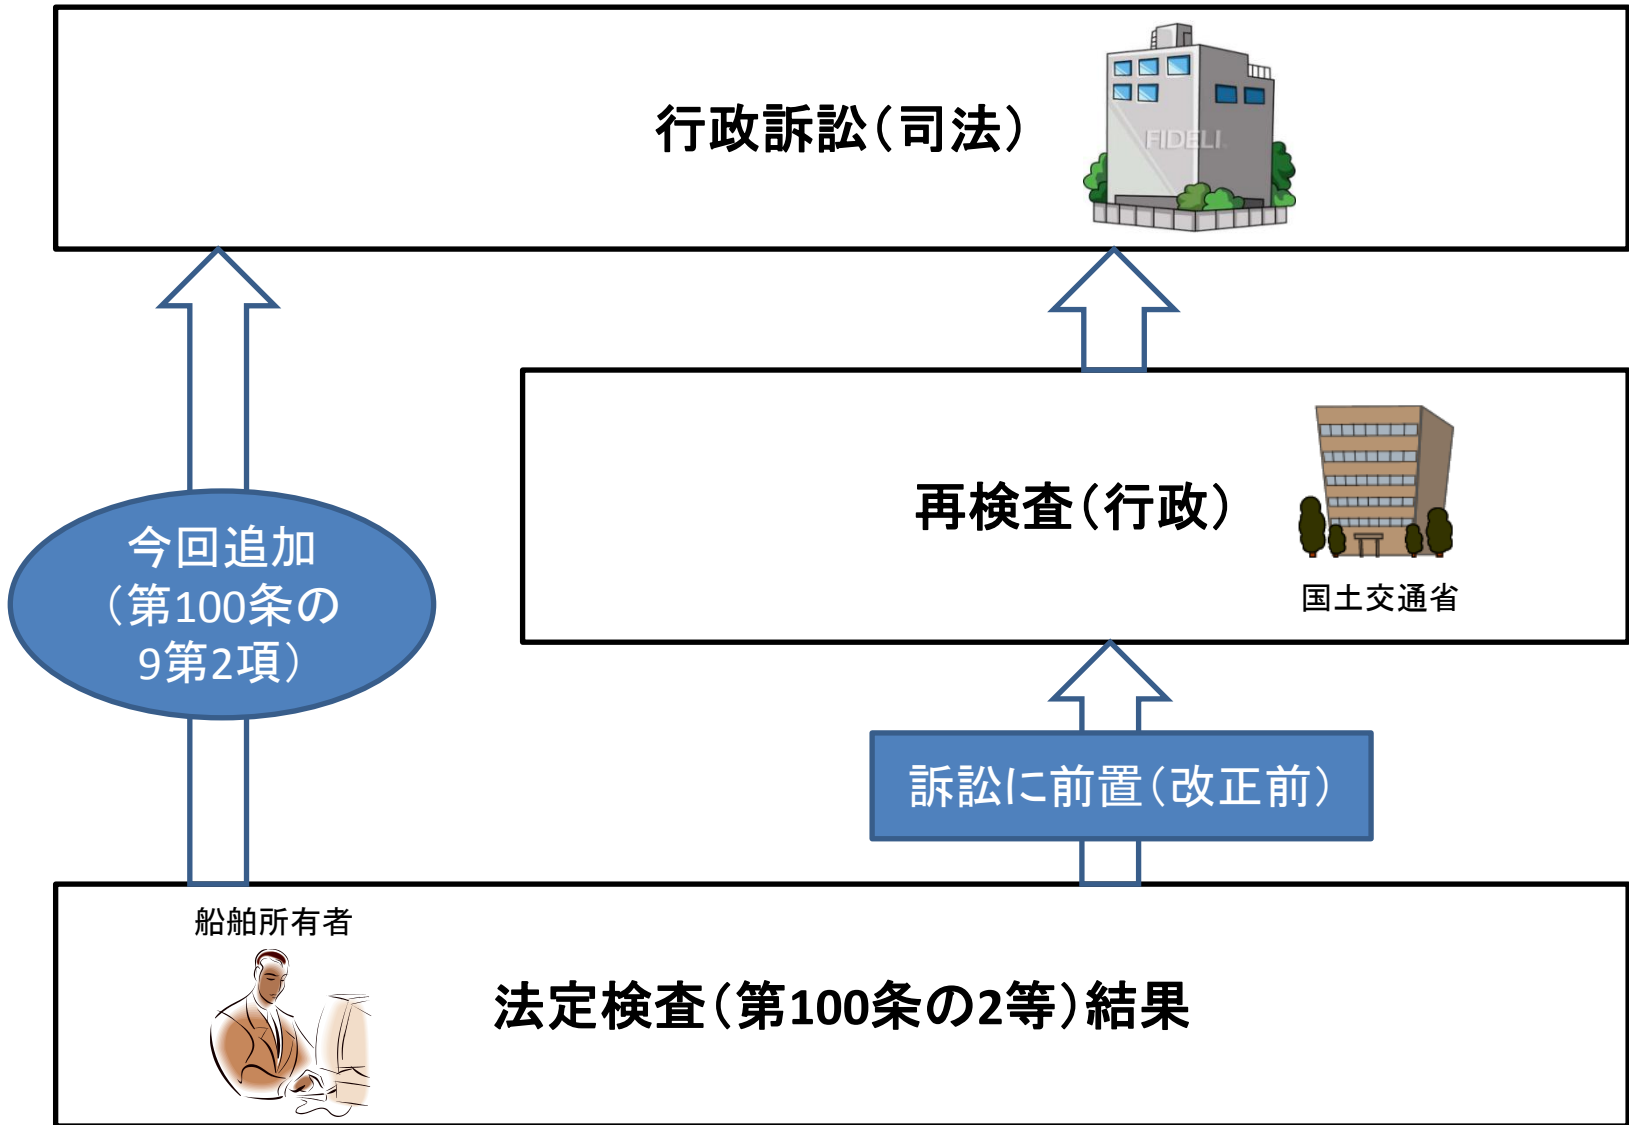 行政訴訟（司法）
FIDELI
再検査（行政）
国土交通省
今回追加
（第100条の
9第2項）
訴訟に前置（改正前）
船舶所有者
法定検査（第100条の2等）結果